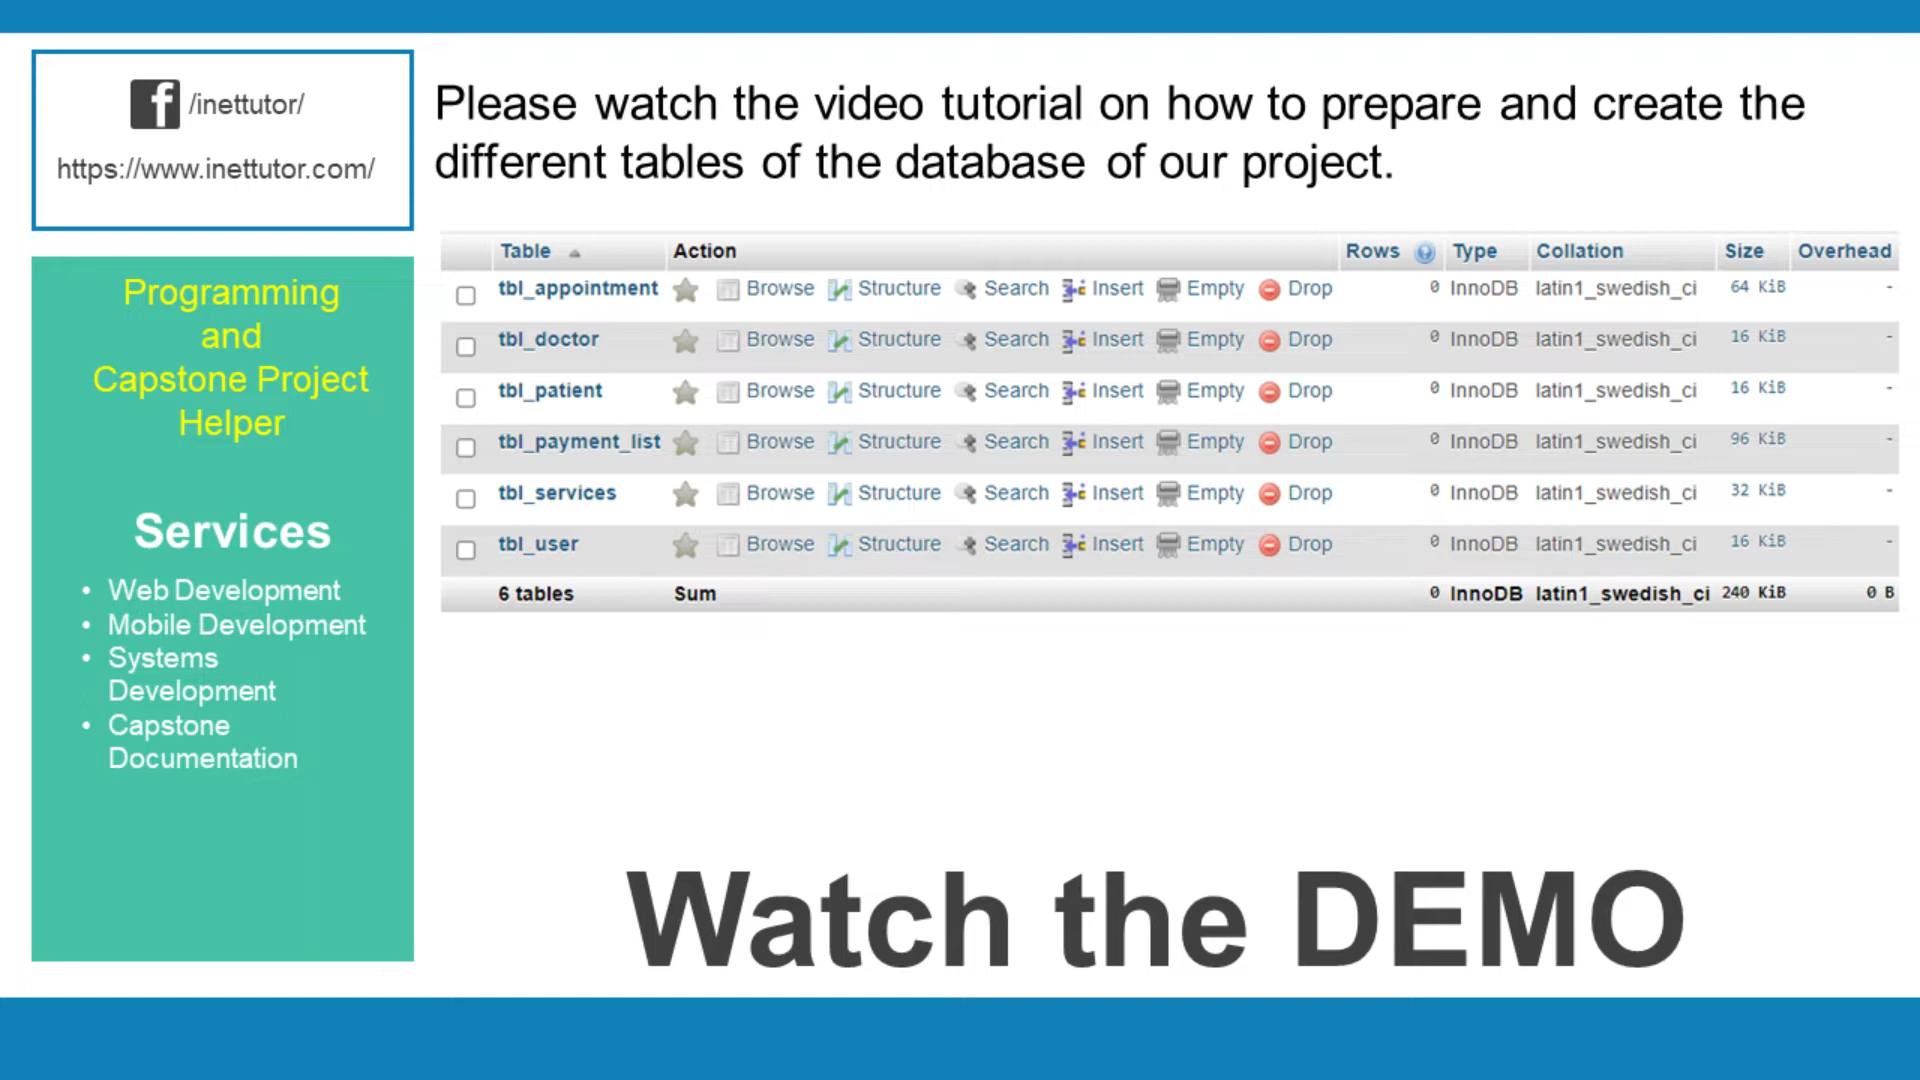 /inettutor/
https://www.inettutor.com/
Programming
and
Capstone Project
Helper
Services
• Web Development
• Mobile Development
• Systems
Development
• Capstone
Documentation
Please watch the video tutorial on how to prepare and create the
different tables of the database of our project.
Table Action Rows Type Collation Size Overhead
tbl_appointment Browse Structure Search Insert Empty Drop 0 InnoDB latin1_swedish_ci 64 KiB -
tbl_doctor Browse Structure Search Insert Empty Drop 0 InnoDB latin1_swedish_ci 16 KiB -
tbl_patient Browse Structure Search Insert Empty Drop 0 InnoDB latin1_swedish_ci 16 KiB -
tbl_payment_list Browse Structure Search Insert Empty Drop 0 InnoDB latin1_swedish_ci 96 KiB -
tbl_services Browse Structure Search Insert Empty Drop 0 InnoDB latin1_swedish_ci 32 KiB -
tbl_user Browse Structure Search Insert Empty Drop 0 InnoDB latin1_swedish_ci 16 KiB -
6 tables Sum 0 InnoDB latin1_swedish_ci 240 KiB 0 B
Watch the DEMO